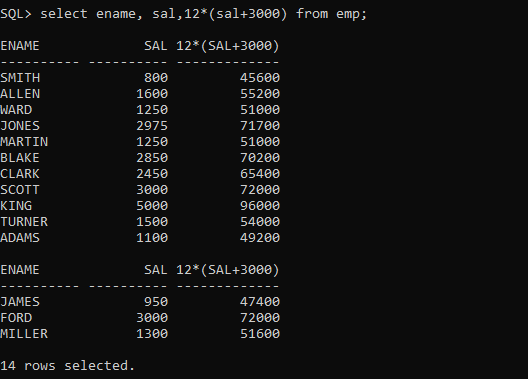 SQL> select ename, sal,12*(sal+3000) from emp;
ENAME             SAL 12*(SAL+3000)
---------- ---------- -------------
SMITH             800         45600
ALLEN            1600         55200
WARD             1250         51000
JONES            2975         71700
MARTIN           1250         51000
BLAKE            2850         70200
CLARK            2450         65400
SCOTT            3000         72000
KING             5000         96000
TURNER           1500         54000
ADAMS            1100         49200
ENAME             SAL 12*(SAL+3000)
---------- ---------- -------------
JAMES             950         47400
FORD             3000         72000
MILLER           1300         51600
14 rows selected.